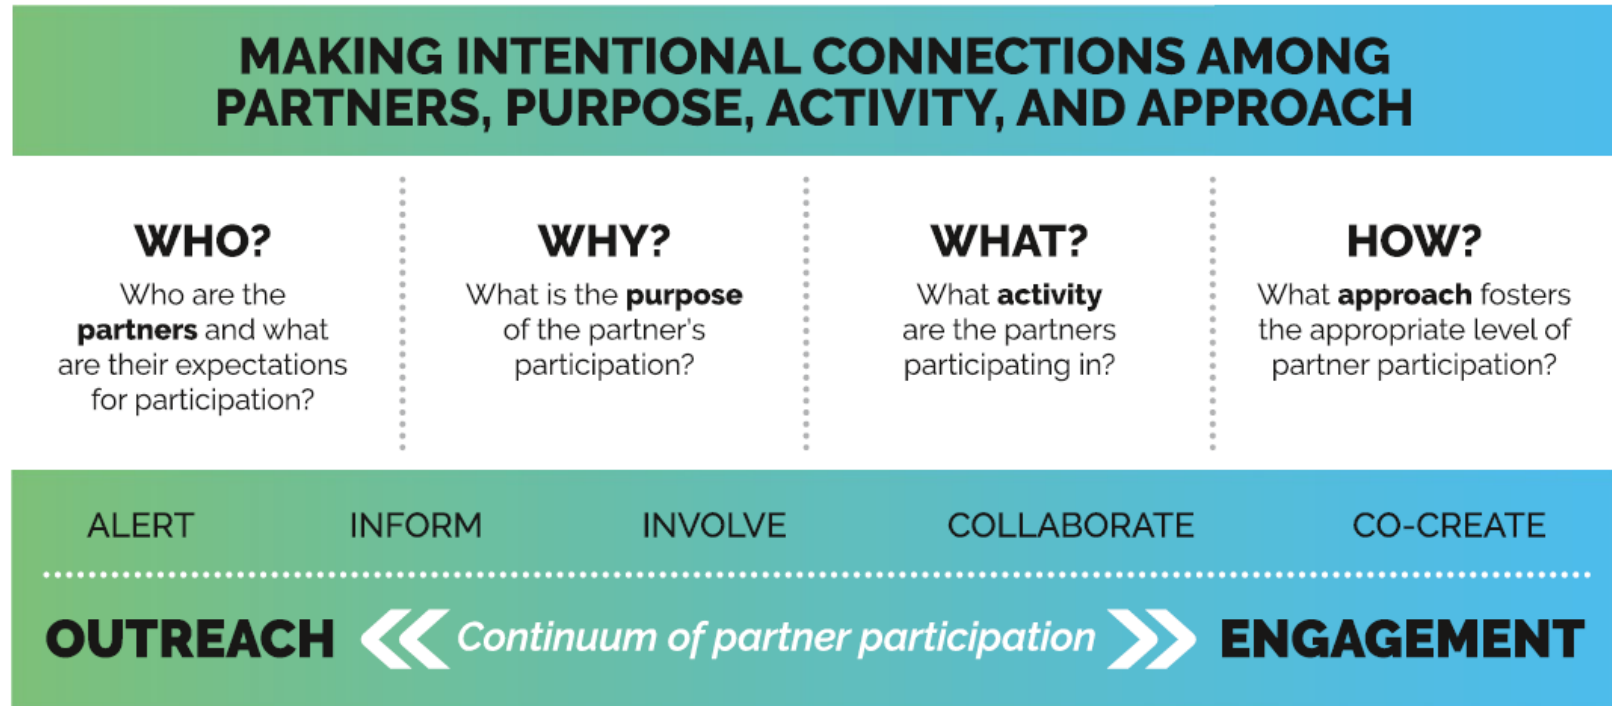 MAKING INTENTIONAL CONNECTIONS AMONG
PARTNERS, PURPOSE, ACTIVITY, AND APPROACH
WHO?
Who are the
partners and what
are their expectations
for participation?
WHY?
What is the purpose
of the partner's
participation?
WHAT?
What activity
are the partners
participating in?
HOW?
What approach fosters
the appropriate level of
partner participation?
ALERT INFORM INVOLVE COLLABORATE CO-CREATE
OUTREACH Continuum of partner participation ENGAGEMENT